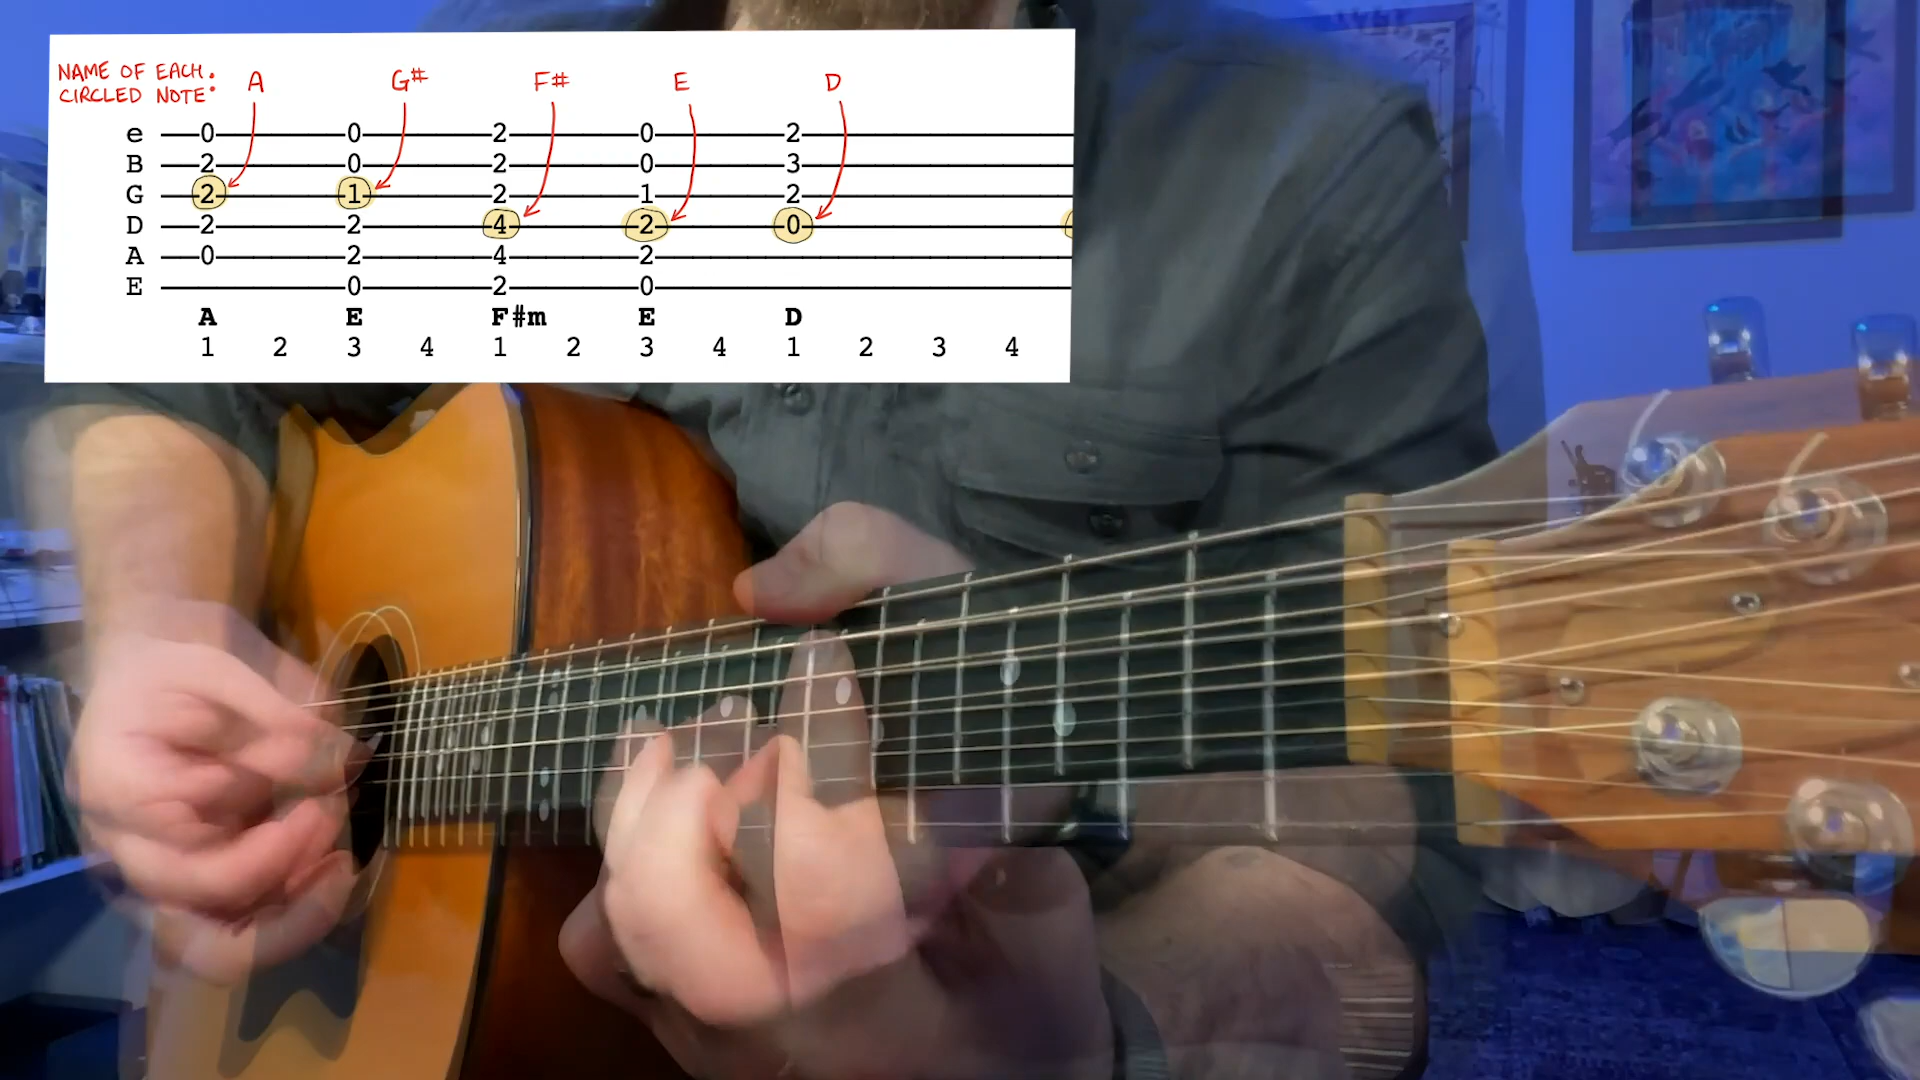 NAME OF EACH
CIRCLED NOTE: A G# F# E D
e 0 0 2 0 2
B 2 0 2 0 3
G 2 1 2 1 2
D 2 2 4 2 0
A 0 2 4 2
E 0 2 0
A E F#m E D
1 2 3 4 1 2 3 4 1 2 3 4